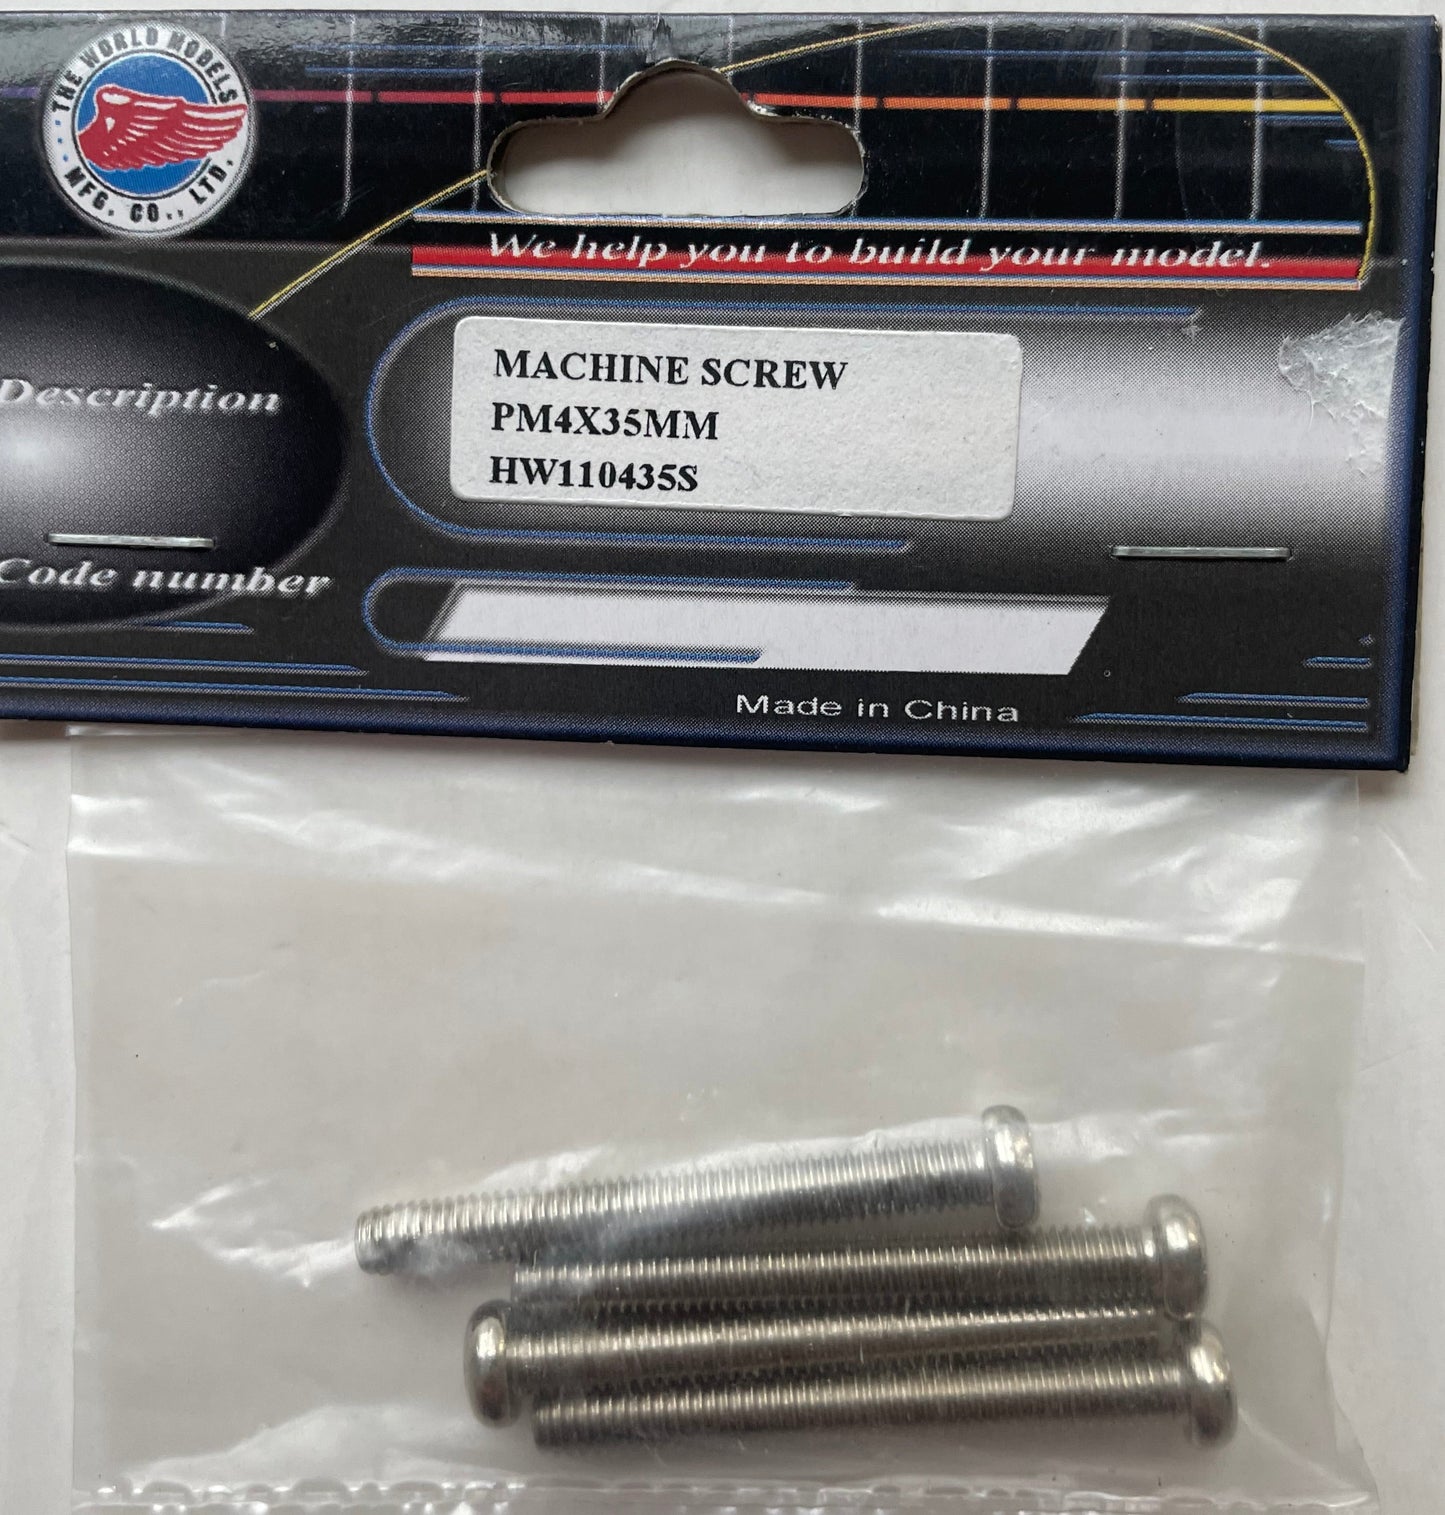 THE WORLD MODELS
MFG. CO., LTD.
We help you to build your model.
MACHINE SCREW
PM4X35MM
HW110435S
Description
Code number
Made in China